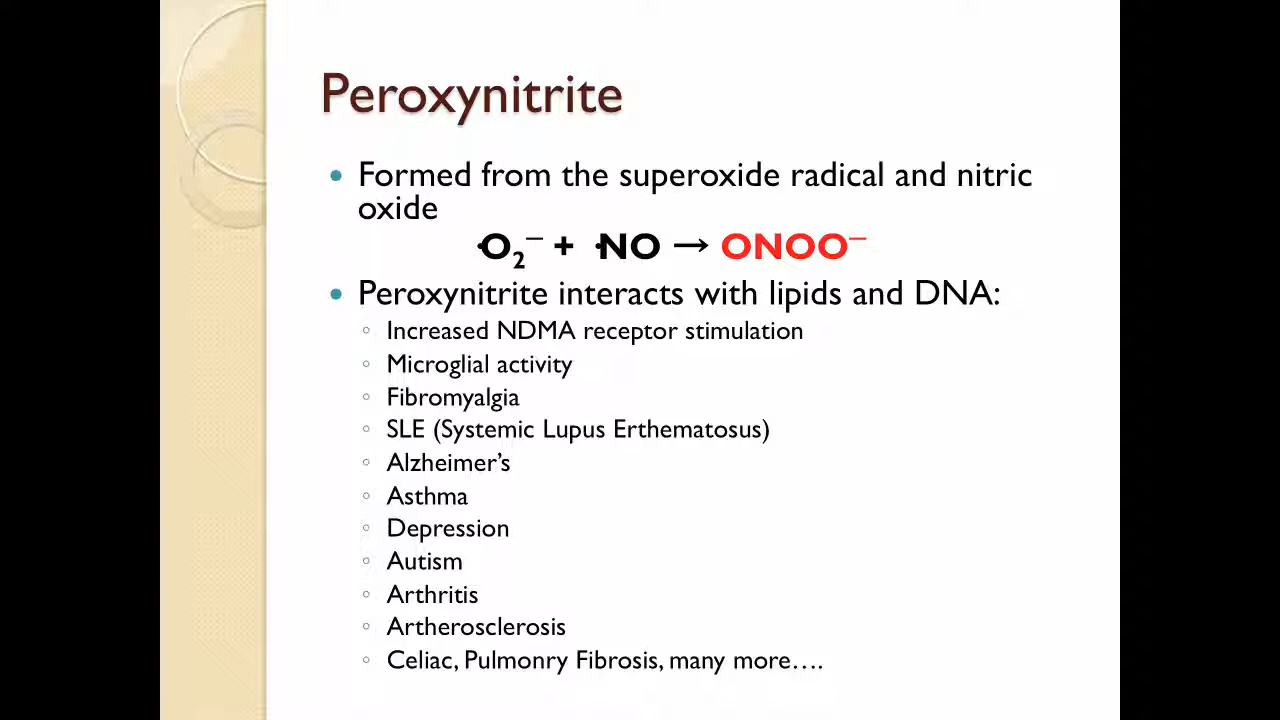 Peroxynitrite
• Formed from the superoxide radical and nitric
oxide
·O₂⁻ + ·NO → ONOO⁻
• Peroxynitrite interacts with lipids and DNA:
◦ Increased NDMA receptor stimulation
◦ Microglial activity
◦ Fibromyalgia
◦ SLE (Systemic Lupus Erthematosus)
◦ Alzheimer’s
◦ Asthma
◦ Depression
◦ Autism
◦ Arthritis
◦ Artherosclerosis
◦ Celiac, Pulmonry Fibrosis, many more….